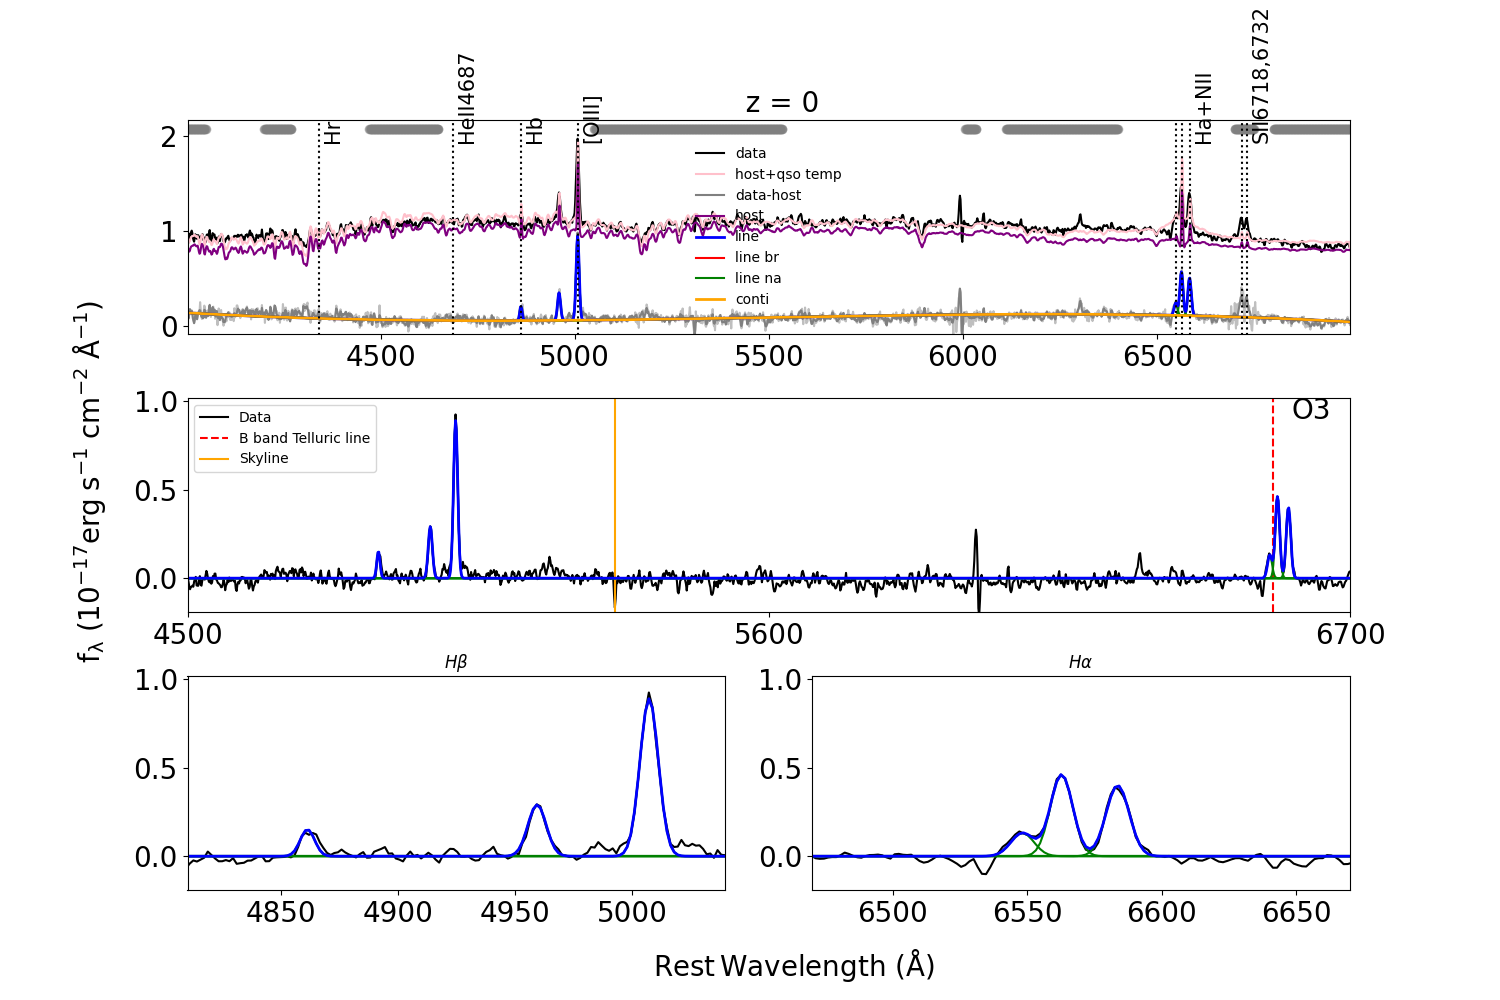 z = 0
Hr
HeII4687
Hb
[OIII]
Ha+NII
SII6718,6732
2
1
0
data
host+qso temp
data-host
host
line
line br
line na
conti
4500
5000
5500
6000
6500
f_λ (10^−17 erg s^−1 cm^−2 Å^−1)
1.0
0.5
0.0
Data
B band Telluric line
Skyline
O3
4500
5600
6700
Hβ
1.0
0.5
0.0
4850
4900
4950
5000
Hα
1.0
0.5
0.0
6500
6550
6600
6650
Rest Wavelength (Å)